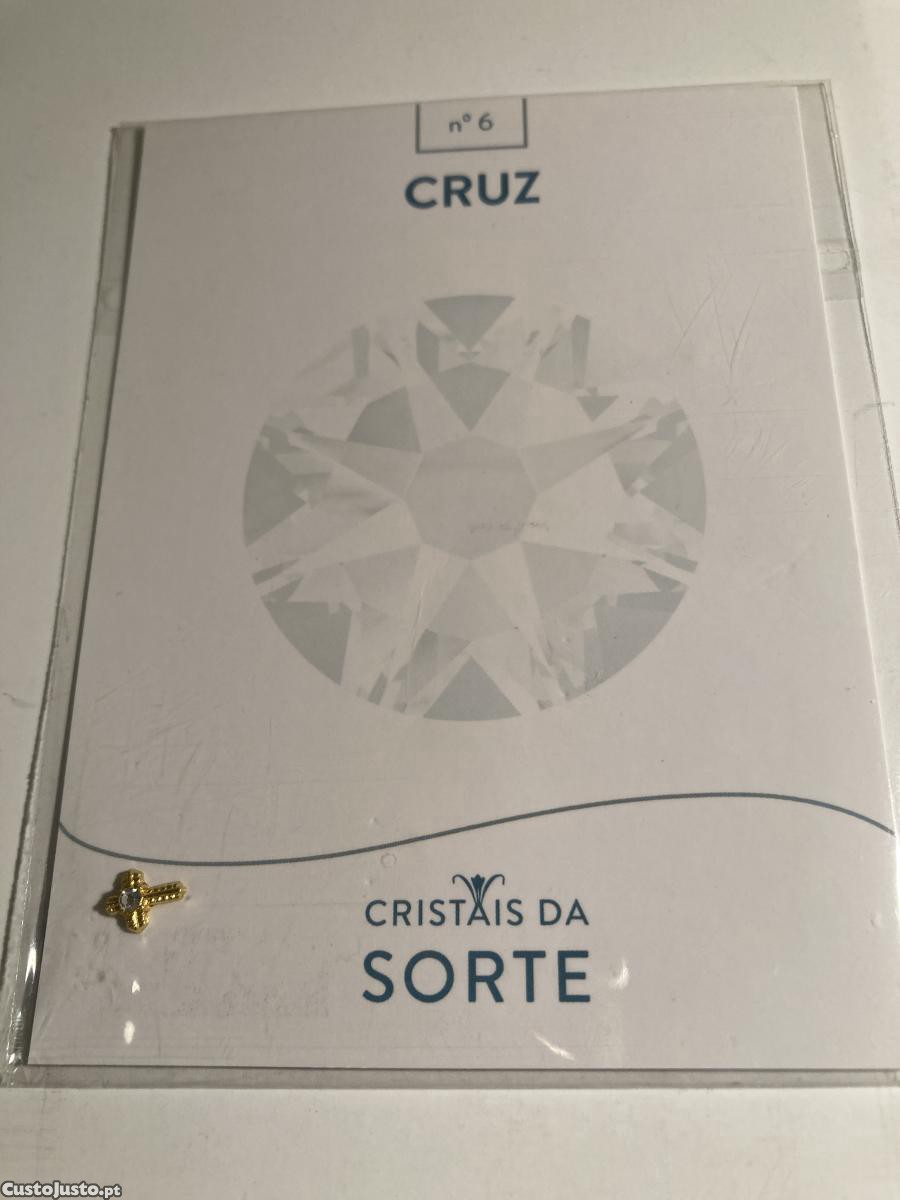 nº 6
CRUZ
CRISTAIS DA
SORTE
CustoJusto.pt